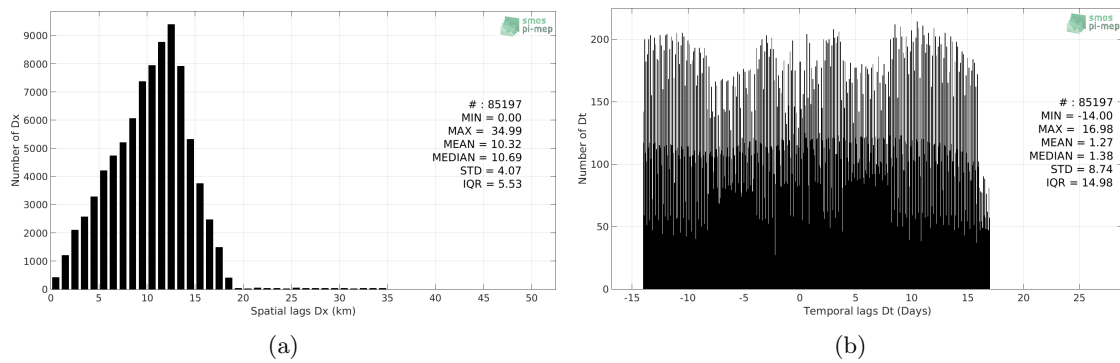 smos
pi-mep
9000
8000
7000
6000
5000
4000
3000
2000
1000
0
Number of Dx
# : 85197
MIN = 0.00
MAX = 34.99
MEAN = 10.32
MEDIAN = 10.69
STD = 4.07
IQR = 5.53
0 5 10 15 20 25 30 35 40 45 50
Spatial lags Dx (km)
(a)
smos
pi-mep
200
150
100
50
0
Number of Dt
# : 85197
MIN = -14.00
MAX = 16.98
MEAN = 1.27
MEDIAN = 1.38
STD = 8.74
IQR = 14.98
-15 -10 -5 0 5 10 15 20 25
Temporal lags Dt (Days)
(b)